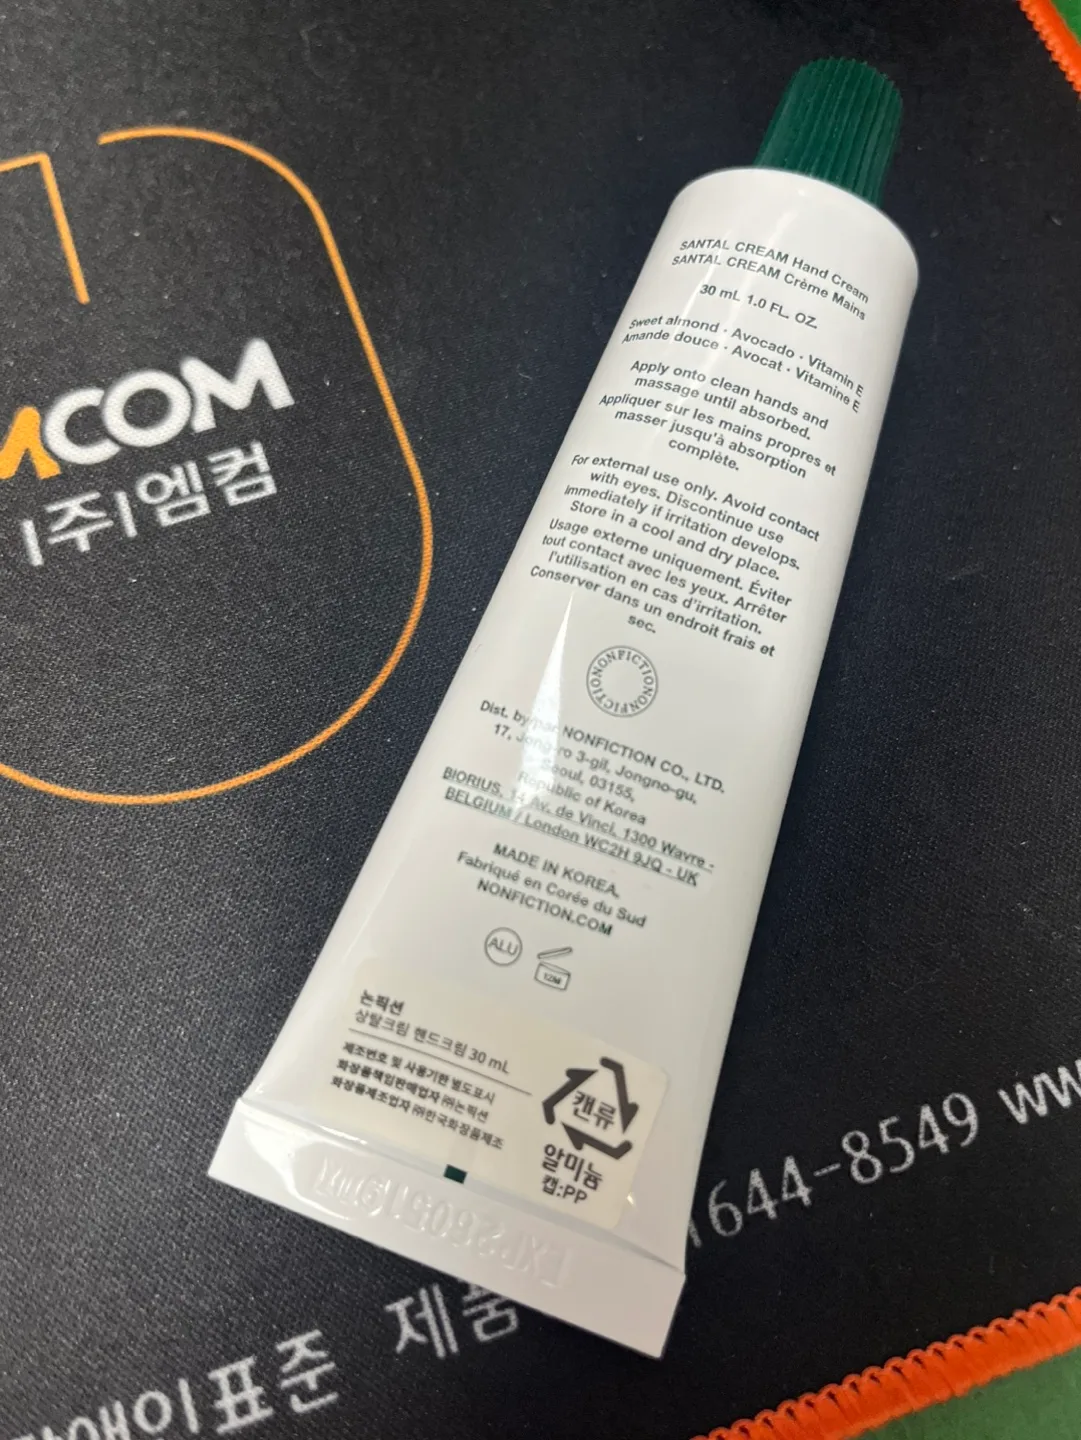 SANTAL CREAM Hand Cream
SANTAL CREAM Crème Mains
30 mL 1.0 FL. OZ.
Sweet almond · Avocado · Vitamin E
Amande douce · Avocat · Vitamine E
Apply onto clean hands and
massage until absorbed.
Appliquer sur les mains propres et
masser jusqu'à absorption
complète.
For external use only. Avoid contact
with eyes. Discontinue use
immediately if irritation develops.
Store in a cool and dry place.
Usage externe uniquement. Éviter
tout contact avec les yeux. Arrêter
l'utilisation en cas d'irritation.
Conserver dans un endroit frais et
sec.
NONFICTIONONFICTIO
Dist. by/par NONFICTION CO., LTD.
17, Jong-ro 3-gil, Jongno-gu,
Seoul, 03155,
Republic of Korea
BIORIUS, 14 Av. de Vinci, 1300 Wavre -
BELGIUM / London WC2H 9JQ - UK
MADE IN KOREA.
Fabriqué en Corée du Sud
NONFICTION.COM
ALU
12M
논픽션
상탈크림 핸드크림 30 mL
제조번호 및 사용기한 별도표시
화장품책임판매업자 ㈜논픽션
화장품제조업자 ㈜한국화장품제조
캔류
알미늄
캡:PP
MCOM
|주|엠컴
1644-8549 ww
표준 제품